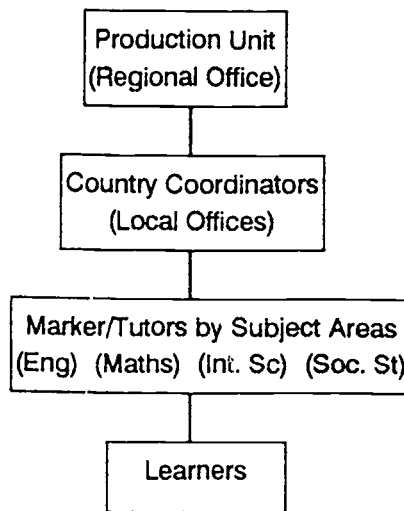 Production Unit
(Regional Office)
Country Coordinators
(Local Offices)
Marker/Tutors by Subject Areas
(Eng) (Maths) (Int. Sc) (Soc. St)
Learners